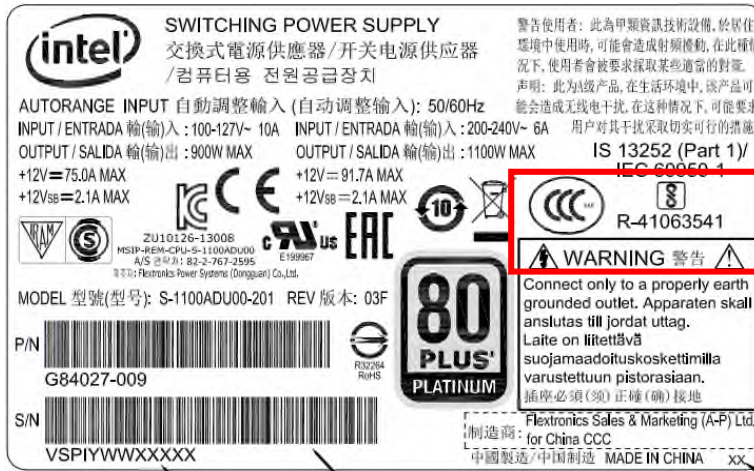 intel
SWITCHING POWER SUPPLY
交換式電源供應器/开关电源供应器
/컴퓨터용 전원공급장치
AUTORANGE INPUT 自動調整輸入 (自动调整输入): 50/60Hz
INPUT / ENTRADA 輸(输)入 : 100-127V~ 10A INPUT / ENTRADA 輸(输)入 : 200-240V~ 6A
OUTPUT / SALIDA 輸(输)出 : 900W MAX OUTPUT / SALIDA 輸(输)出 : 1100W MAX
+12V=75.0A MAX +12V=91.7A MAX
+12VSB=2.1A MAX +12VSB=2.1A MAX
警告使用者: 此為甲類資訊技術設備,於居住
環境中使用時,可能會造成射頻擾動,在此種
況下,使用者會被要求採取某些適當的對策.
声明: 此为A级产品,在生活环境中,该产品可
能会造成无线电干扰.在这种情况下,可能要求
用户对其干扰采取切实可行的措施
IS 13252 (Part 1)/
IEC 60950-1
CCC
S
R-41063541
10
S
ZU10126-13008
MSIP-REM-CPU-S-1100ADU00
A/S 연락처: 82-2-767-2595
제조자: Flextronics Power Systems (Dongguan) Co.,Ltd.
c US
E199967
EAC
WARNING 警告
Connect only to a properly earth
grounded outlet. Apparaten skall
anslutas till jordat uttag.
Laite on liitettävä
suojamaadoituskoskettimilla
varustettuun pistorasiaan.
插座必須(须)正確(确)接地
MODEL 型號(型号): S-1100ADU00-201 REV 版本: 03F
P/N
G84027-009
R32264
RoHS
80
PLUS
PLATINUM
S/N
VSPIYWWXXXXX
制造商: Flextronics Sales & Marketing (A-P) Ltd.
for China CCC
中國製造/中国制造 MADE IN CHINA XX